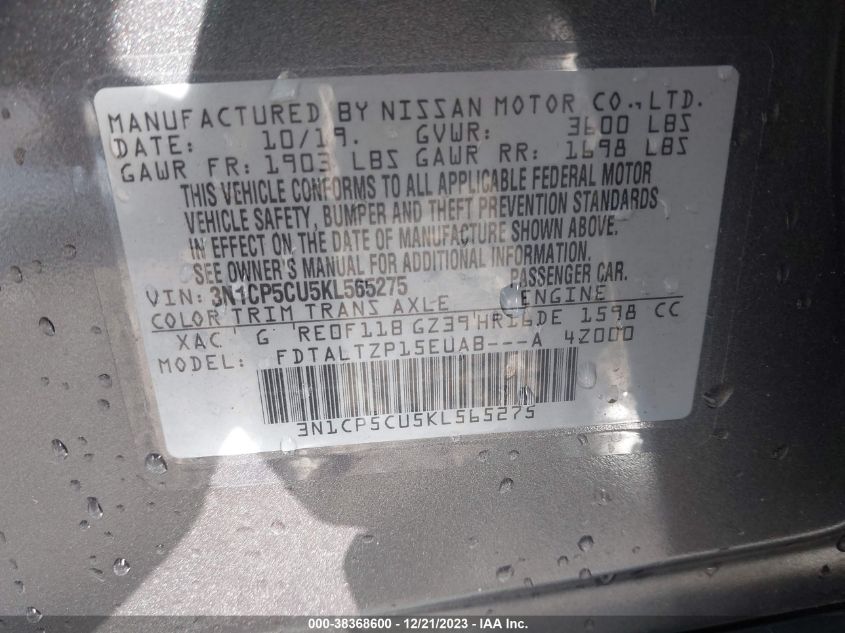 MANUFACTURED BY NISSAN MOTOR CO.,LTD.
DATE: 10/19. GVWR: 3600 LBS
GAWR FR: 1903 LBS GAWR RR: 1698 LBS
THIS VEHICLE CONFORMS TO ALL APPLICABLE FEDERAL MOTOR
VEHICLE SAFETY, BUMPER AND THEFT PREVENTION STANDARDS
IN EFFECT ON THE DATE OF MANUFACTURE SHOWN ABOVE.
SEE OWNER'S MANUAL FOR ADDITIONAL INFORMATION.
VIN: 3N1CP5CU5KL565275 PASSENGER CAR.
COLOR TRIM TRANS AXLE ENGINE
XAC G RE0F11B GZ39 HR16DE 1598 CC
MODEL: FDTALTZP15EUAB---A 4Z000
3N1CP5CU5KL565275
000-38368600 - 12/21/2023 - IAAI.com